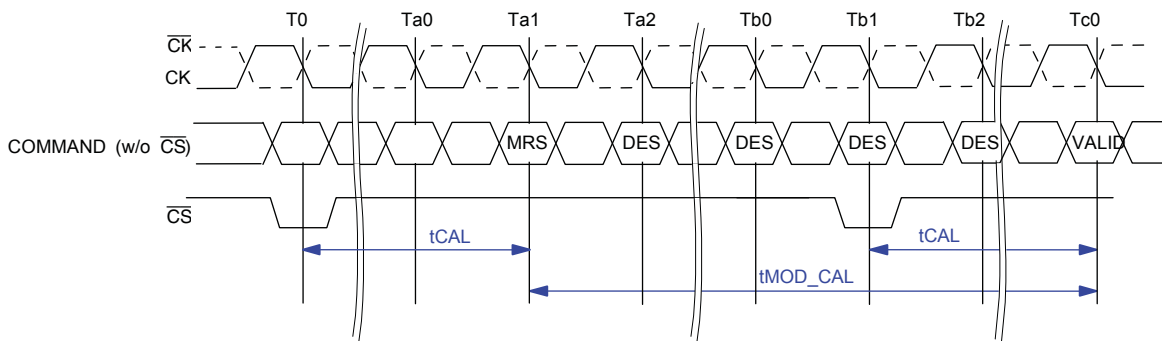 T0 Ta0 Ta1 Ta2 Tb0 Tb1 Tb2 Tc0
CK
CK
COMMAND (w/o CS) MRS DES DES DES DES VALID
CS
tCAL tCAL
tMOD_CAL